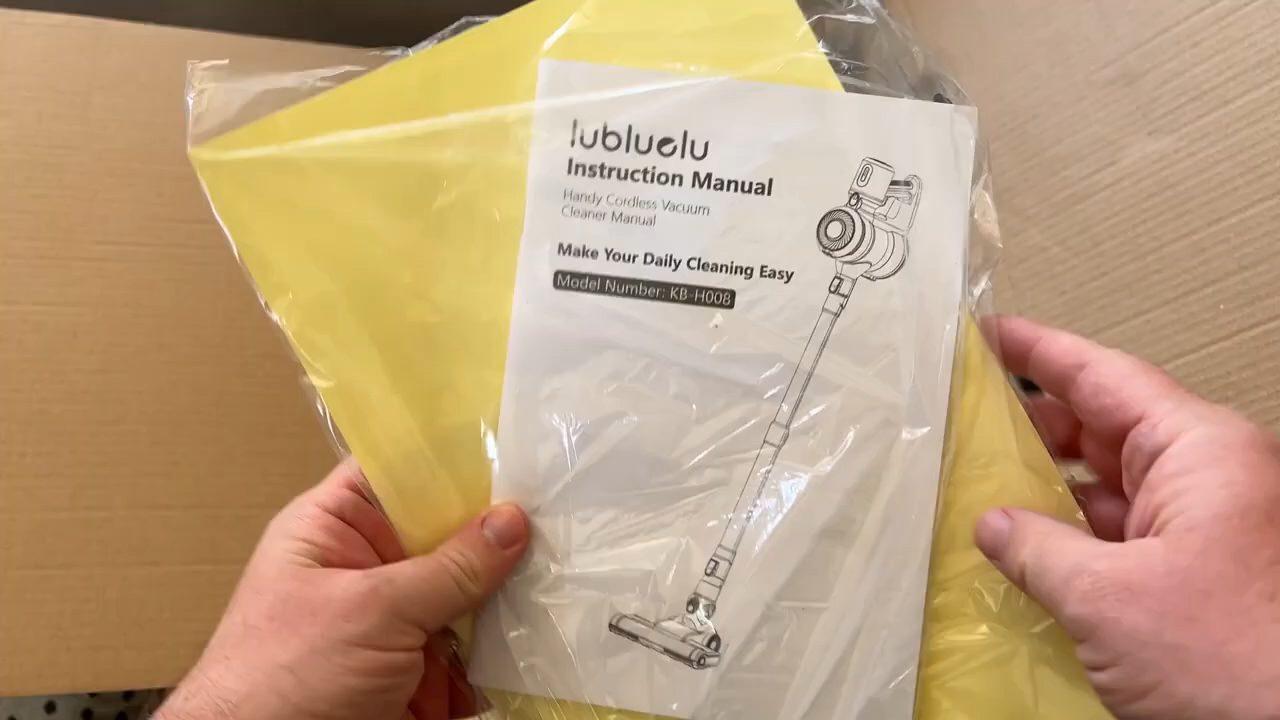 lubluelu
Instruction Manual
Handy Cordless Vacuum
Cleaner Manual
Make Your Daily Cleaning Easy
Model Number: KB-H008